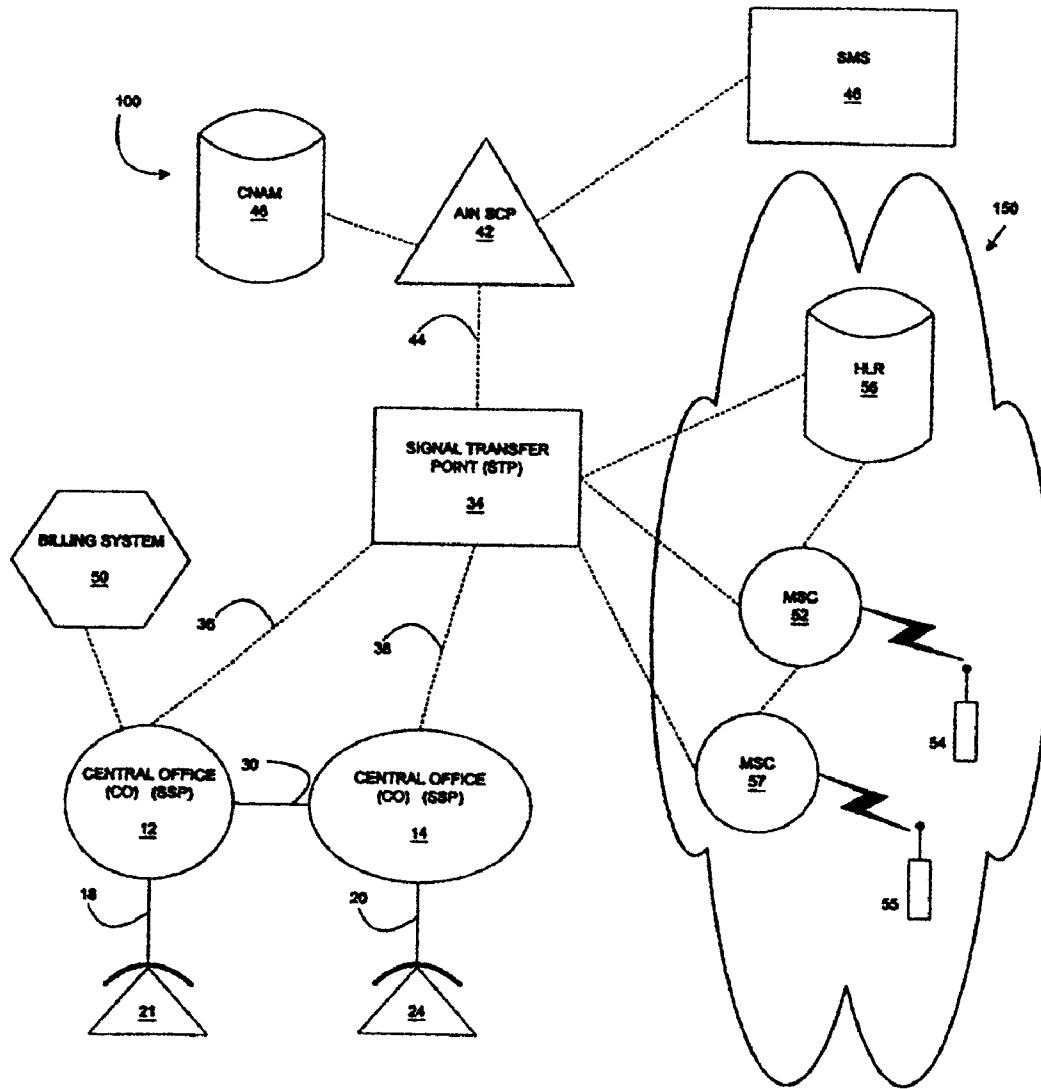 SMS
46
100
CNAM
46
AIN SCP
42
150
44
HLR
56
SIGNAL TRANSFER
POINT (STP)
34
BILLING SYSTEM
50
36
38
MSC
52
54
MSC
57
55
CENTRAL OFFICE
(CO) (SSP)
12
30
CENTRAL OFFICE
(CO) (SSP)
14
18
20
21
24